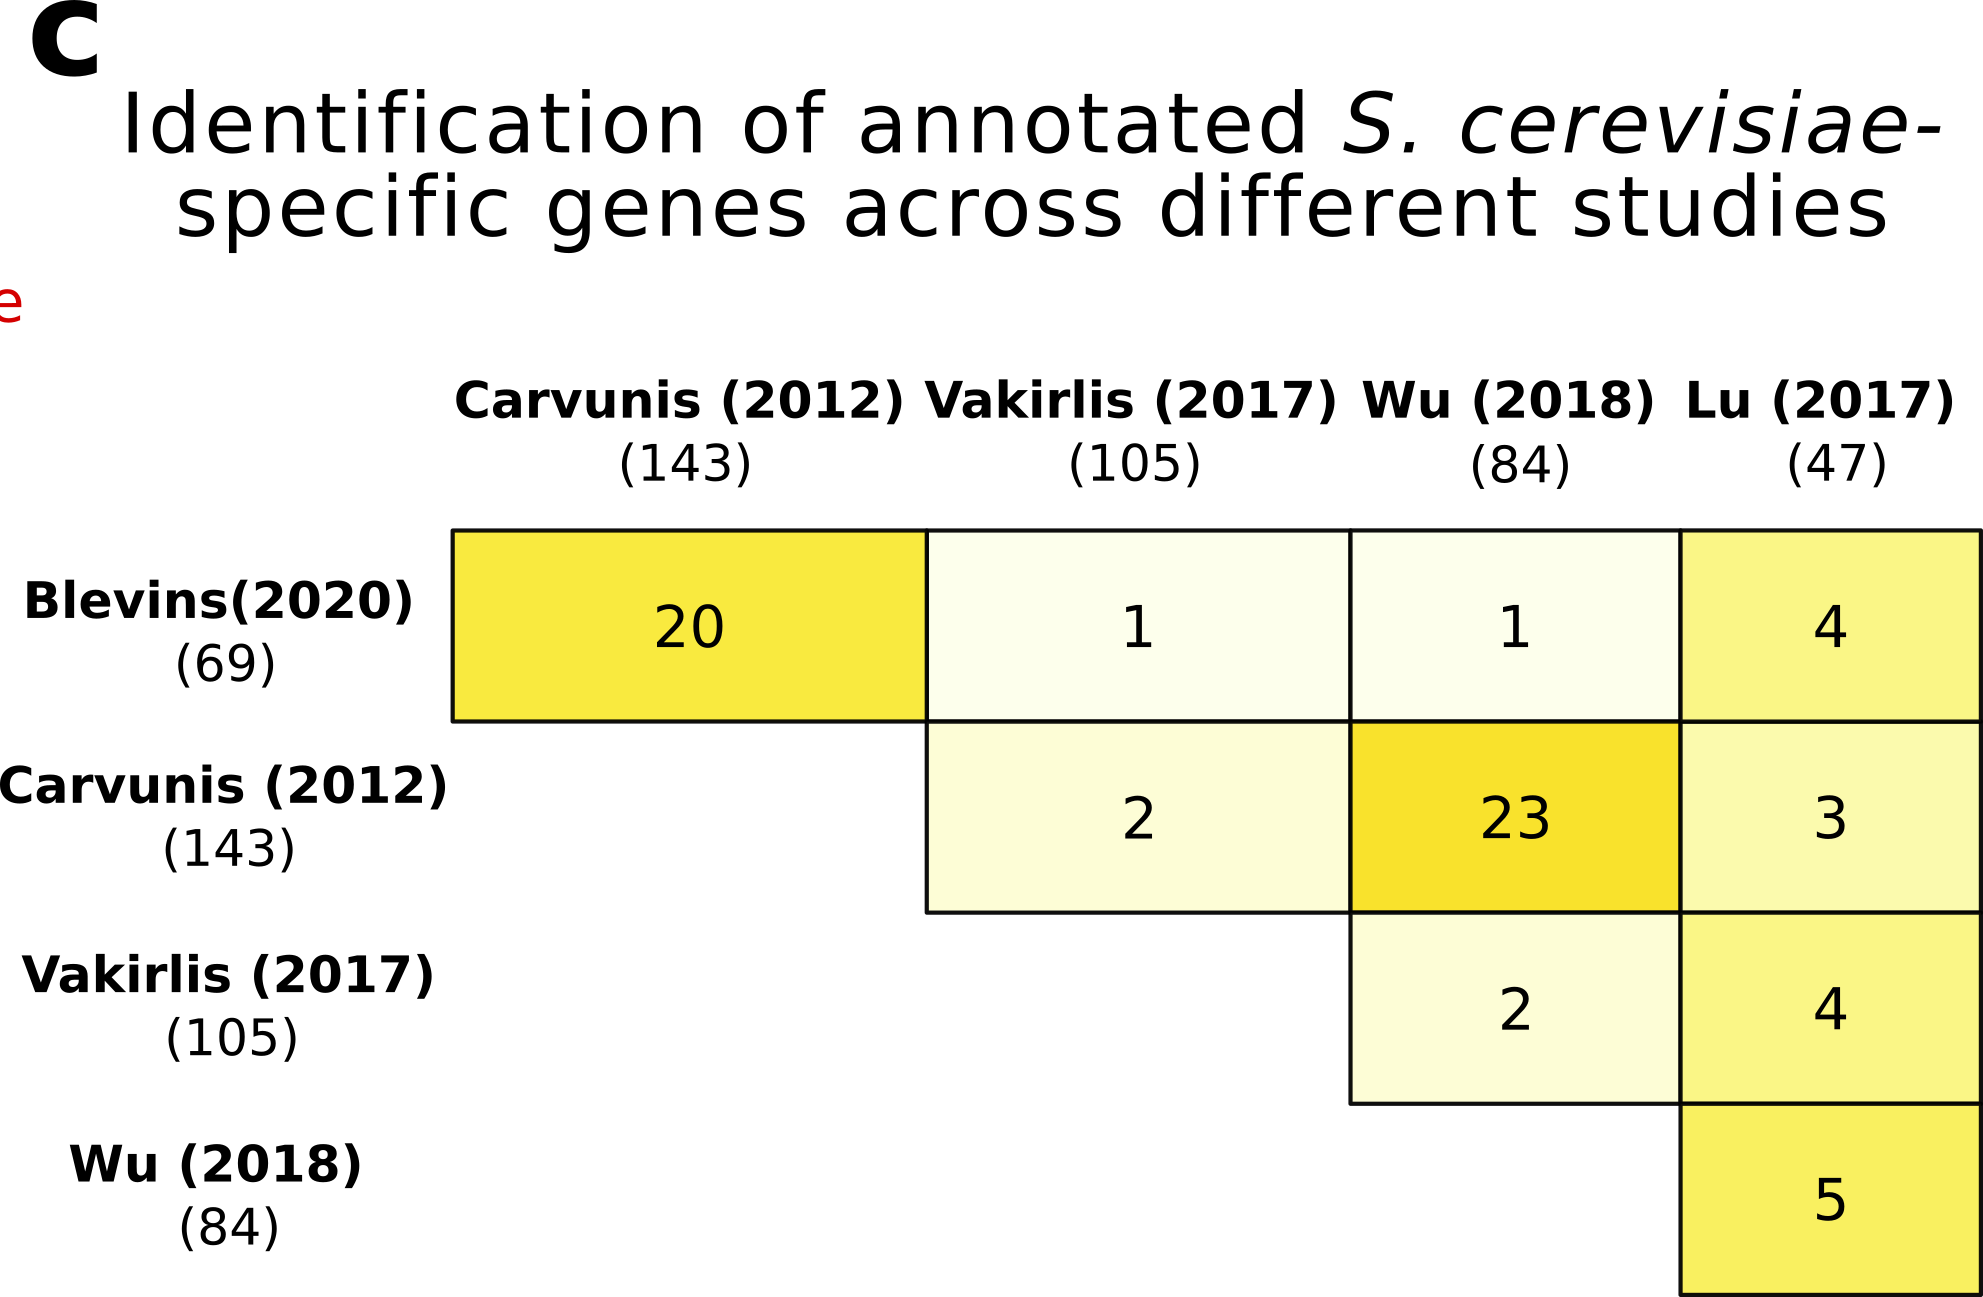 c
Identification of annotated S. cerevisiae-
specific genes across different studies
e
Carvunis (2012) Vakirlis (2017) Wu (2018) Lu (2017)
(143) (105) (84) (47)
Blevins(2020)
(69)
20 1 1 4
Carvunis (2012)
(143)
2 23 3
Vakirlis (2017)
(105)
2 4
Wu (2018)
(84)
5